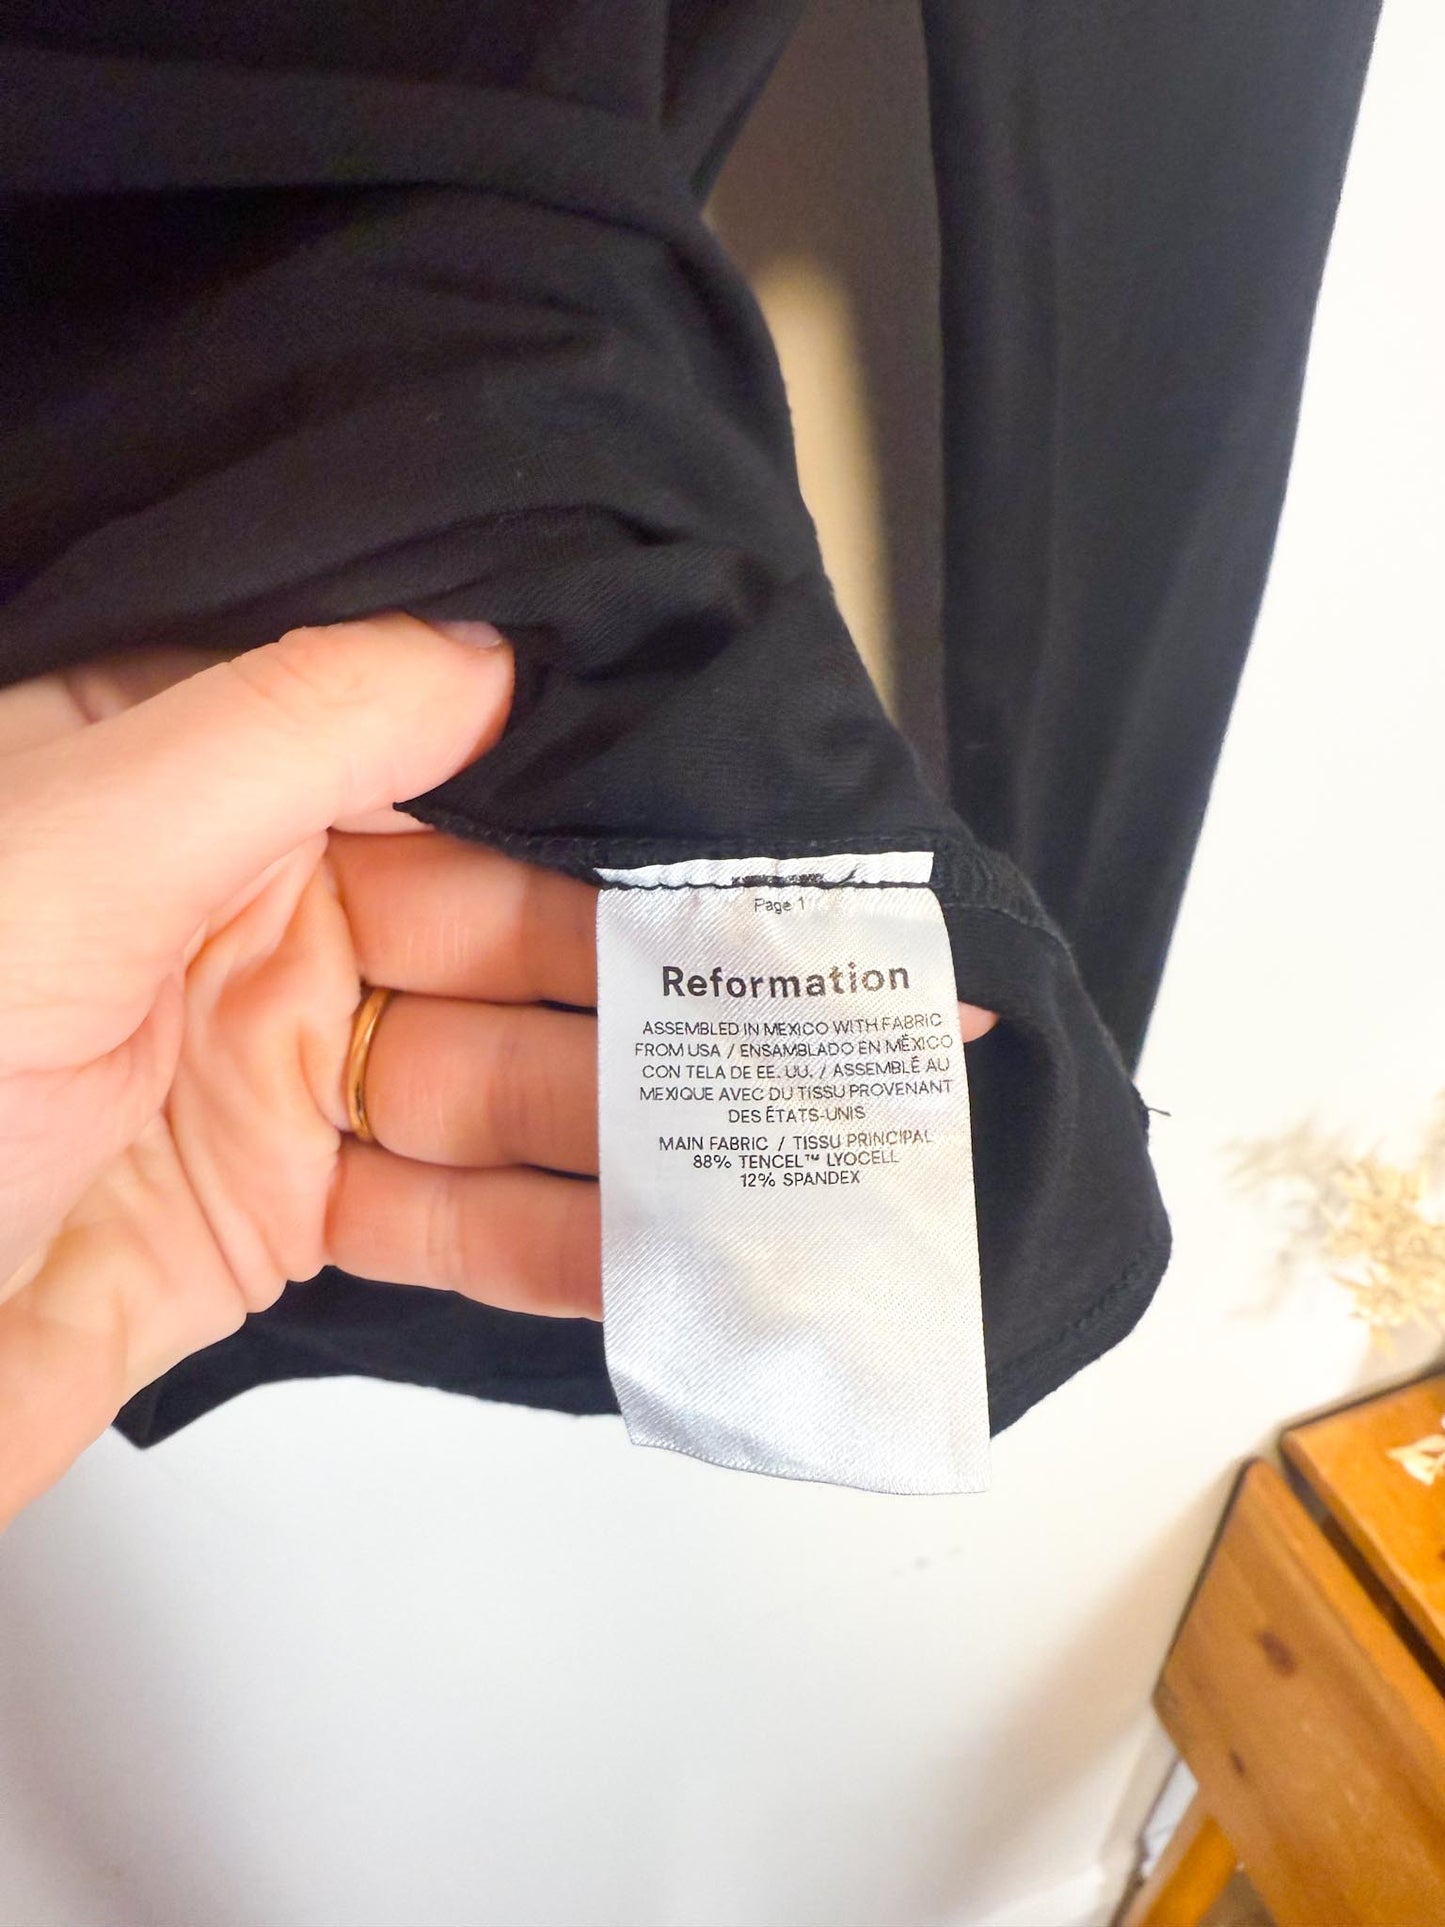 Page 1
Reformation
ASSEMBLED IN MEXICO WITH FABRIC
FROM USA / ENSAMBLADO EN MÉXICO
CON TELA DE EE. UU. / ASSEMBLÉ AU
MEXIQUE AVEC DU TISSU PROVENANT
DES ÉTATS-UNIS
MAIN FABRIC / TISSU PRINCIPAL
88% TENCEL™ LYOCELL
12% SPANDEX